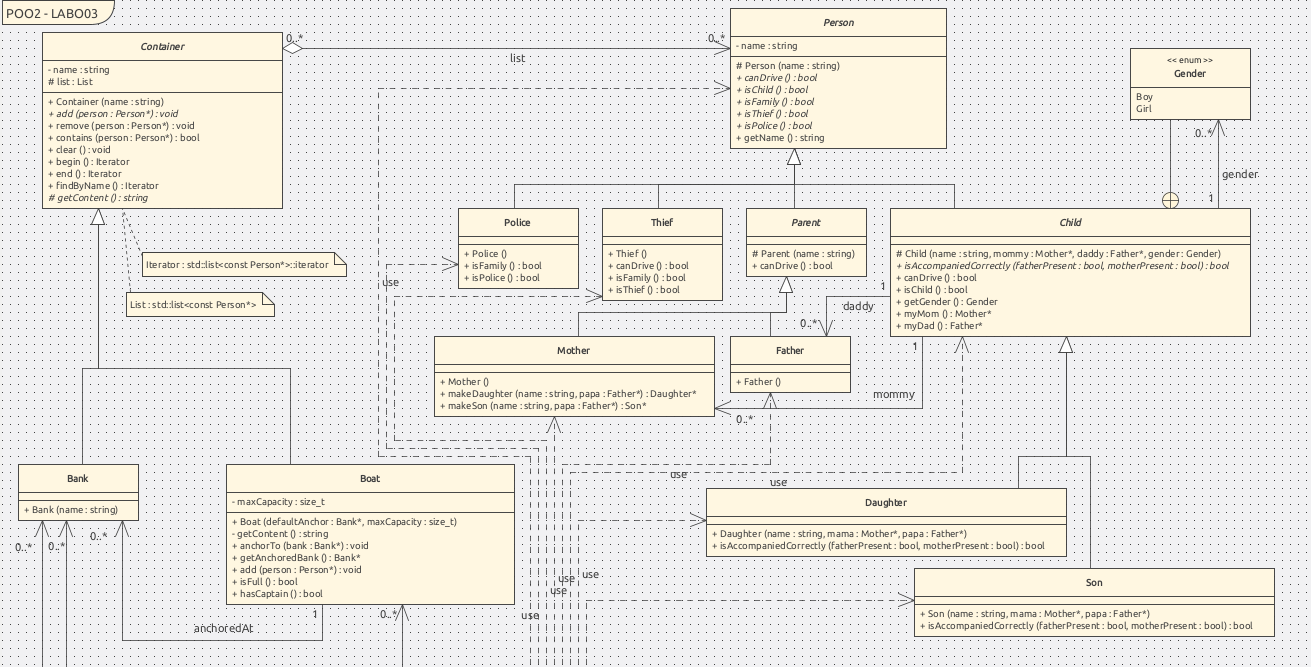 POO2 - LABO03
Container
- name : string
# list : List
+ Container (name : string)
+ add (person : Person*) : void
+ remove (person : Person*) : void
+ contains (person : Person*) : bool
+ clear () : void
+ begin () : Iterator
+ end () : Iterator
+ findByName () : Iterator
# getContent () : string
0..*
list
0..*
Person
- name : string
# Person (name : string)
+ canDrive () : bool
+ isChild () : bool
+ isFamily () : bool
+ isThief () : bool
+ isPolice () : bool
+ getName () : string
<< enum >>
Gender
Boy
Girl
0..*
gender
1
Iterator : std::list<const Person*>::iterator
List : std::list<const Person*>
Police
+ Police ()
+ isFamily () : bool
+ isPolice () : bool
Thief
+ Thief ()
+ canDrive () : bool
+ isFamily () : bool
+ isThief () : bool
Parent
# Parent (name : string)
+ canDrive () : bool
Child
# Child (name : string, mommy : Mother*, daddy : Father*, gender : Gender)
+ isAccompaniedCorrectly (fatherPresent : bool, motherPresent : bool) : bool
+ canDrive () : bool
+ isChild () : bool
+ getGender () : Gender
+ myMom () : Mother*
+ myDad () : Father*
use
1
daddy
0..*
Mother
+ Mother ()
+ makeDaughter (name : string, papa : Father*) : Daughter*
+ makeSon (name : string, papa : Father*) : Son*
Father
+ Father ()
1
mommy
0..*
Bank
+ Bank (name : string)
0..*
0..*
0..*
Boat
- maxCapacity : size_t
+ Boat (defaultAnchor : Bank*, maxCapacity : size_t)
- getContent () : string
+ anchorTo (bank : Bank*) : void
+ getAnchoredBank () : Bank*
+ add (person : Person*) : void
+ isFull () : bool
+ hasCaptain () : bool
1
0..*
anchoredAt
use
use
Daughter
+ Daughter (name : string, mama : Mother*, papa : Father*)
+ isAccompaniedCorrectly (fatherPresent : bool, motherPresent : bool) : bool
use
use
use
use
Son
+ Son (name : string, mama : Mother*, papa : Father*)
+ isAccompaniedCorrectly (fatherPresent : bool, motherPresent : bool) : bool